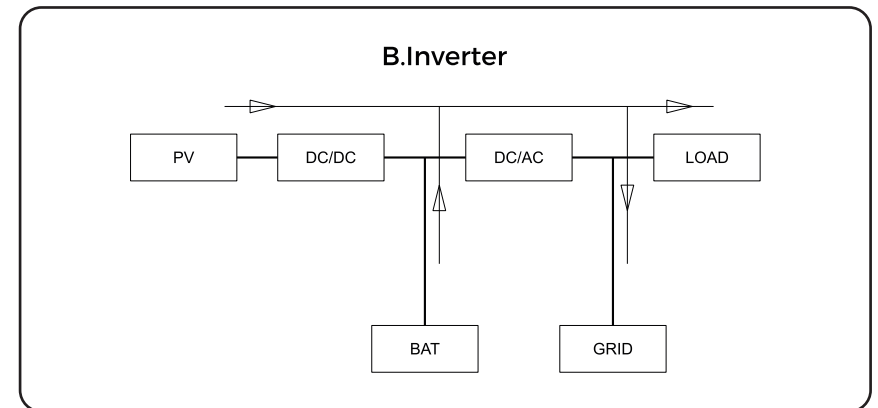 B.Inverter
PV
DC/DC
DC/AC
LOAD
BAT
GRID